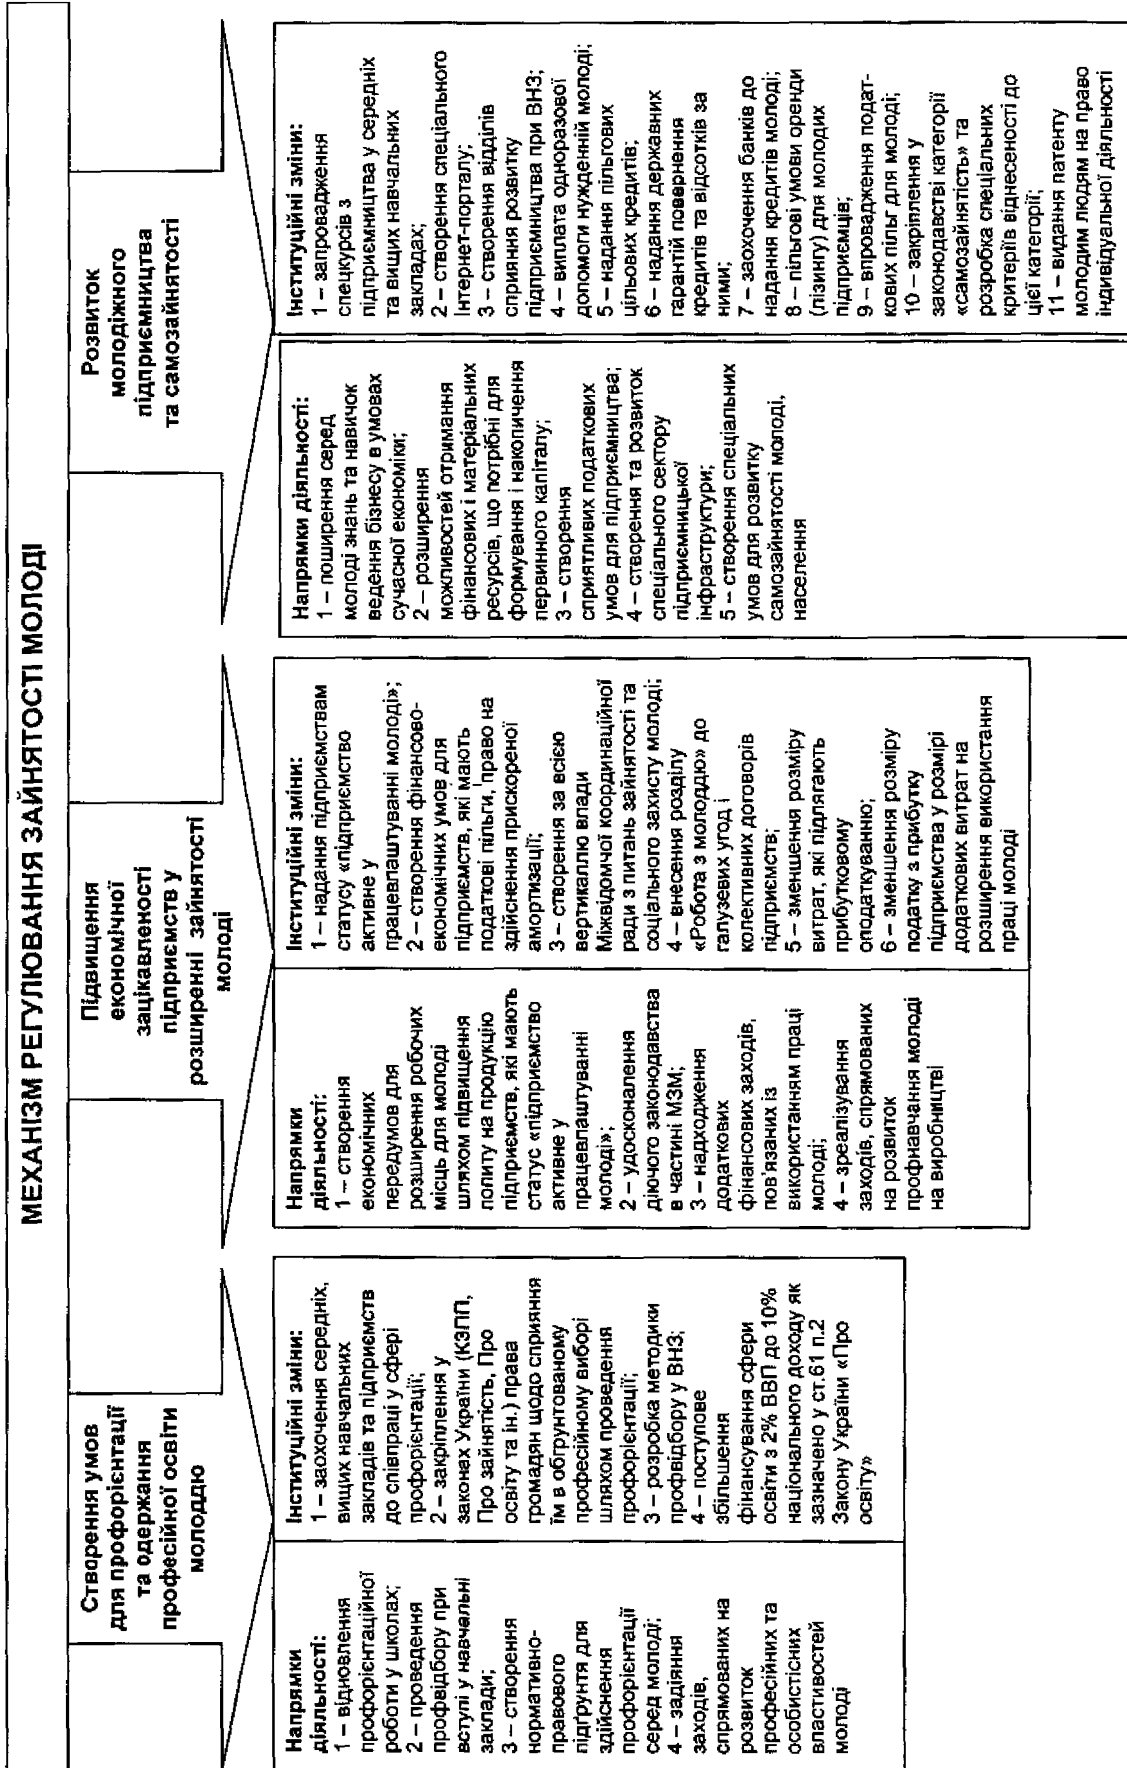 МЕХАНІЗМ РЕГУЛЮВАННЯ ЗАЙНЯТОСТІ МОЛОДІ
Створення умов
для профорієнтації
та одержання
професійної освіти
молоддю
Напрямки
діяльності:
1 – відновлення
профорієнтаційної
роботи у школах;
2 – проведення
профвідбору при
вступі у навчальні
заклади;
3 – створення
нормативно-
правового
підґрунтя для
здійснення
профорієнтації
серед молоді;
4 – задіяння
заходів,
спрямованих на
розвиток
професійних та
особистісних
властивостей
молоді
Інституційні зміни:
1 – заохочення середніх,
вищих навчальних
закладів та підприємств
до співпраці у сфері
профорієнтації;
2 – закріплення у
законах України (КЗПП,
Про зайнятість, Про
освіту та ін.) права
громадян щодо сприяння
їм в обґрунтованому
професійному виборі
шляхом проведення
профорієнтації;
3 – розробка методики
профвідбору у ВНЗ;
4 – поступове
збільшення
фінансування сфери
освіти з 2% ВВП до 10%
національного доходу як
зазначено у ст.61 п.2
Закону України «Про
освіту»
Підвищення
економічної
зацікавленості
підприємств у
розширенні зайнятості
молоді
Напрямки
діяльності:
1 – створення
економічних
передумов для
розширення робочих
місць для молоді
шляхом підвищення
попиту на продукцію
підприємств, які мають
статус «підприємство
активне у
працевлаштуванні
молоді»;
2 – удосконалення
діючого законодавства
в частині МЗМ;
3 – надходження
додаткових
фінансових заходів,
пов'язаних із
використанням праці
молоді;
4 – зреалізування
заходів, спрямованих
на розвиток
профнавчання молоді
на виробництві
Інституційні зміни:
1 – надання підприємствам
статусу «підприємство
активне у
працевлаштуванні молоді»;
2 – створення фінансово-
економічних умов для
підприємств, які мають
податкові пільги, право на
здійснення прискореної
амортизації;
3 – створення за всією
вертикаллю влади
Міжвідомчої координаційної
ради з питань зайнятості та
соціального захисту молоді;
4 – внесення розділу
«Робота з молоддю» до
галузевих угод і
колективних договорів
підприємств;
5 – зменшення розміру
витрат, які підлягають
прибутковому
оподаткуванню;
6 – зменшення розміру
податку з прибутку
підприємства у розмірі
додаткових витрат на
розширення використання
праці молоді
Розвиток
молодіжного
підприємництва
та самозайнятості
Напрямки діяльності:
1 – поширення серед
молоді знань та навичок
ведення бізнесу в умовах
сучасної економіки;
2 – розширення
можливостей отримання
фінансових і матеріальних
ресурсів, що потрібні для
формування і накопичення
первинного капіталу;
3 – створення
сприятливих податкових
умов для підприємництва;
4 – створення та розвиток
спеціального сектору
підприємницької
інфраструктури;
5 – створення спеціальних
умов для розвитку
самозайнятості молоді,
населення
Інституційні зміни:
1 – запровадження
спецкурсів з
підприємництва у середніх
та вищих навчальних
закладах;
2 – створення спеціального
Інтернет-порталу;
3 – створення відділів
сприяння розвитку
підприємництва при ВНЗ;
4 – виплата одноразової
допомоги нужденній молоді;
5 – надання пільгових
цільових кредитів;
6 – надання державних
гарантій повернення
кредитів та відсотків за
ними;
7 – заохочення банків до
надання кредитів молоді;
8 – пільгові умови оренди
(лізингу) для молодих
підприємців;
9 – впровадження подат-
кових пільг для молоді;
10 – закріплення у
законодавстві категорії
«самозайнятість» та
розробка спеціальних
критеріїв віднесеності до
цієї категорії;
11 – видання патенту
молодим людям на право
індивідуальної діяльності